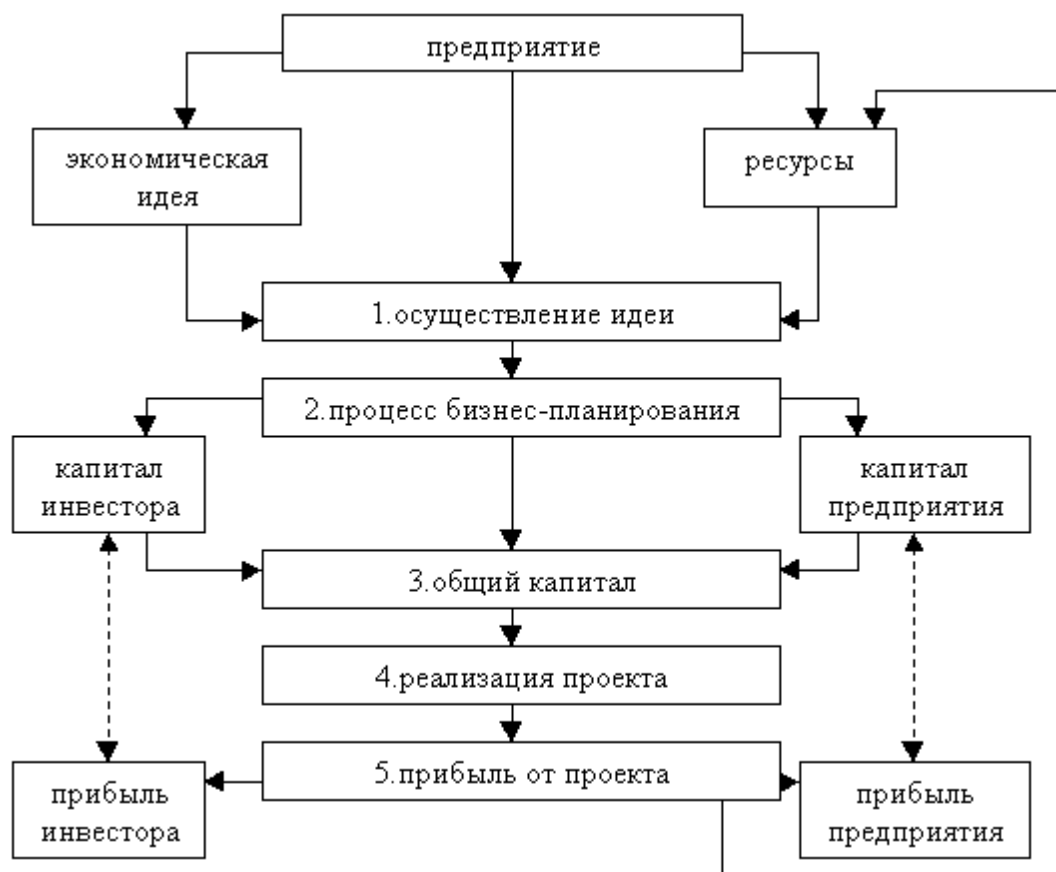 предприятие
экономическая
идея
ресурсы
1.осуществление идеи
2.процесс бизнес-планирования
капитал
инвестора
капитал
предприятия
3.общий капитал
4.реализация проекта
5.прибыль от проекта
прибыль
инвестора
прибыль
предприятия